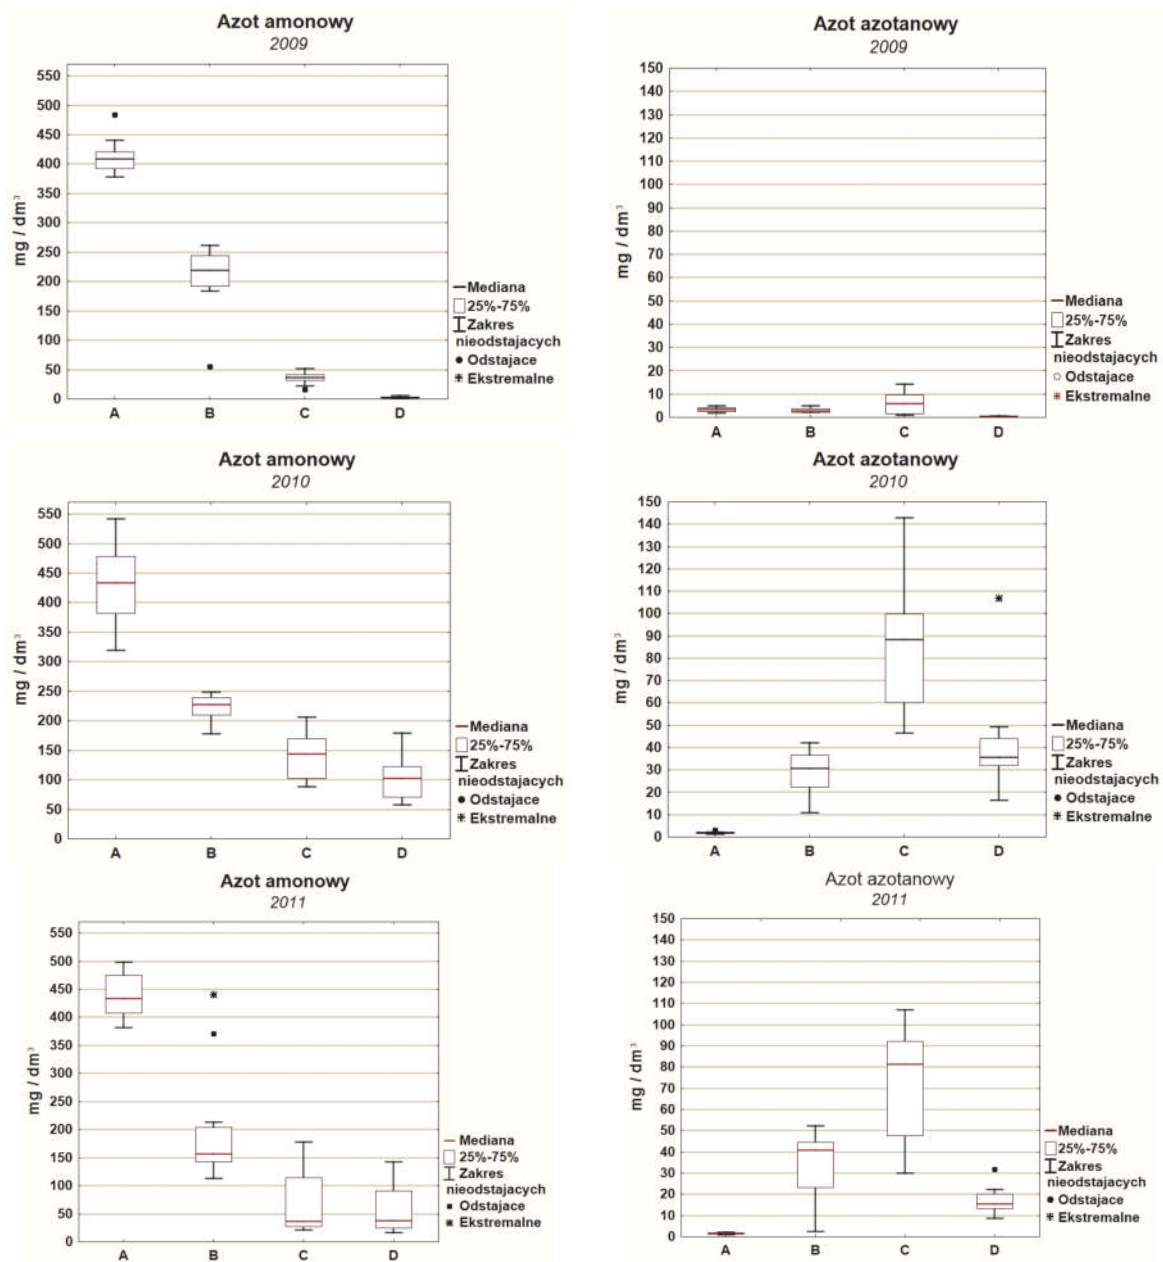 Azot amonowy
2009
mg / dm³
550
500
450
400
350
300
250
200
150
100
50
0
A B C D
Mediana
25%-75%
Zakres
nieodstajacych
Odstajace
Ekstremalne
Azot azotanowy
2009
mg / dm³
150
140
130
120
110
100
90
80
70
60
50
40
30
20
10
0
A B C D
Mediana
25%-75%
Zakres
nieodstajacych
Odstajace
Ekstremalne
Azot amonowy
2010
mg / dm³
550
500
450
400
350
300
250
200
150
100
50
0
A B C D
Mediana
25%-75%
Zakres
nieodstajacych
Odstajace
Ekstremalne
Azot azotanowy
2010
mg / dm³
150
140
130
120
110
100
90
80
70
60
50
40
30
20
10
0
A B C D
Mediana
25%-75%
Zakres
nieodstajacych
Odstajace
Ekstremalne
Azot amonowy
2011
mg / dm³
550
500
450
400
350
300
250
200
150
100
50
0
A B C D
Mediana
25%-75%
Zakres
nieodstajacych
Odstajace
Ekstremalne
Azot azotanowy
2011
mg / dm³
150
140
130
120
110
100
90
80
70
60
50
40
30
20
10
0
A B C D
Mediana
25%-75%
Zakres
nieodstajacych
Odstajace
Ekstremalne